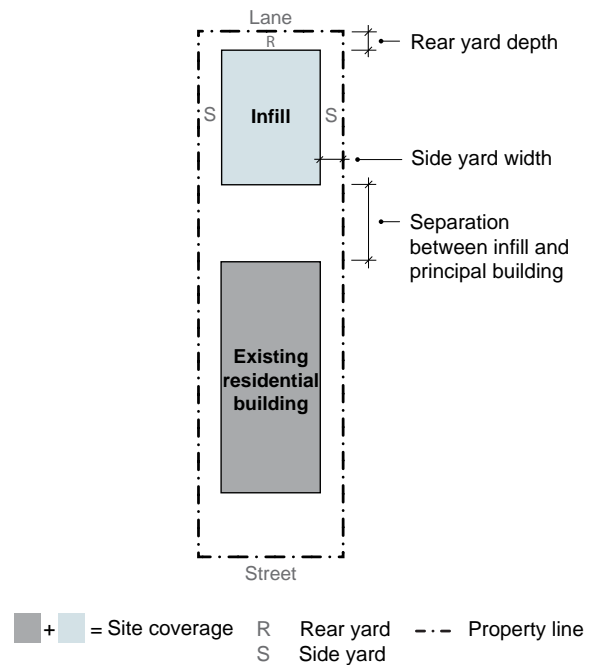 Lane
R
Rear yard depth
S
Infill
S
Side yard width
Separation
between infill and
principal building
Existing
residential
building
Street
+ = Site coverage
R Rear yard
Property line
S Side yard